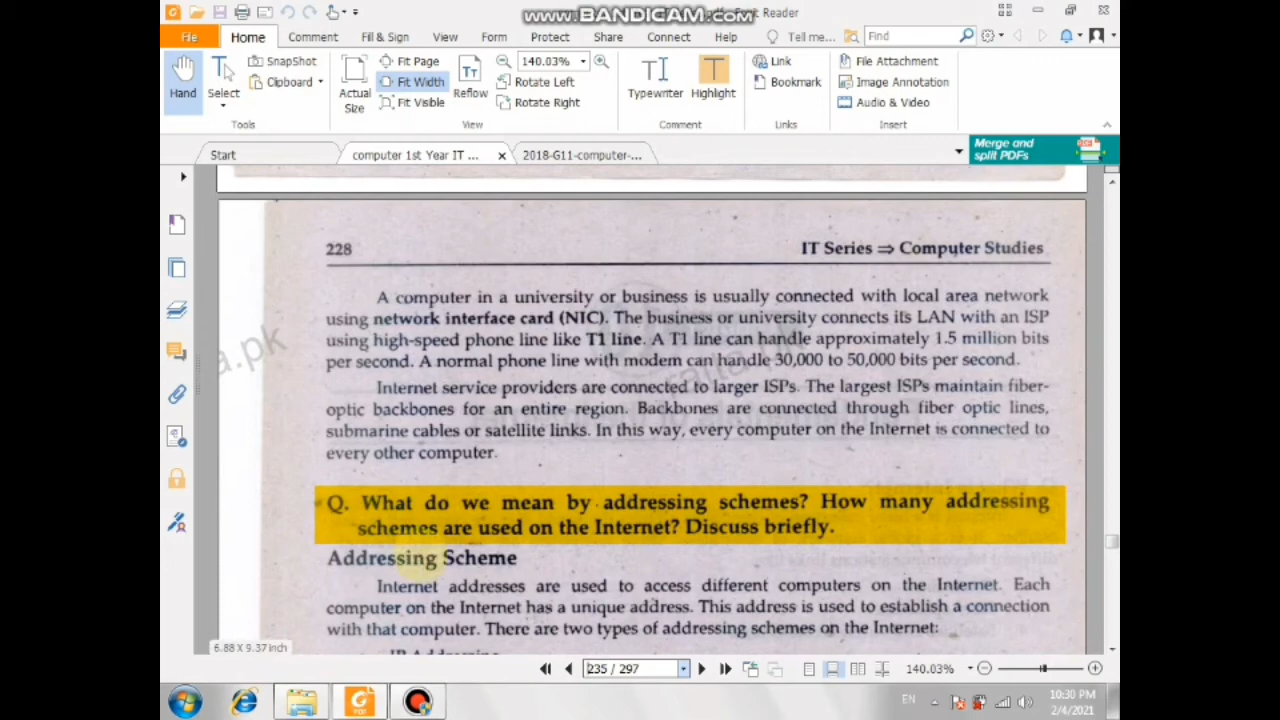 www.BANDICAM.com
Reader
File
Home
Comment
Fill & Sign
View
Form
Protect
Share
Connect
Help
Tell me...
Find
Hand
Select
SnapShot
Clipboard
Tools
Actual Size
Fit Page
Fit Width
Fit Visible
Reflow
140.03%
Rotate Left
Rotate Right
View
Typewriter
Highlight
Comment
Link
Bookmark
Links
File Attachment
Image Annotation
Audio & Video
Insert
Start
computer 1st Year IT ...
2018-G11-computer-...
Merge and
split PDFs
228
IT Series ⇒ Computer Studies
A computer in a university or business is usually connected with local area network
using network interface card (NIC). The business or university connects its LAN with an ISP
using high-speed phone line like T1 line. A T1 line can handle approximately 1.5 million bits
per second. A normal phone line with modem can handle 30,000 to 50,000 bits per second.
Internet service providers are connected to larger ISPs. The largest ISPs maintain fiber-
optic backbones for an entire region. Backbones are connected through fiber optic lines,
submarine cables or satellite links. In this way, every computer on the Internet is connected to
every other computer.
Q. What do we mean by addressing schemes? How many addressing
schemes are used on the Internet? Discuss briefly.
Addressing Scheme
Internet addresses are used to access different computers on the Internet. Each
computer on the Internet has a unique address. This address is used to establish a connection
with that computer. There are two types of addressing schemes on the Internet:
IP Addressing
6.88 x 9.37 inch
235 / 297
140.03%
EN
10:30 PM
2/4/2021